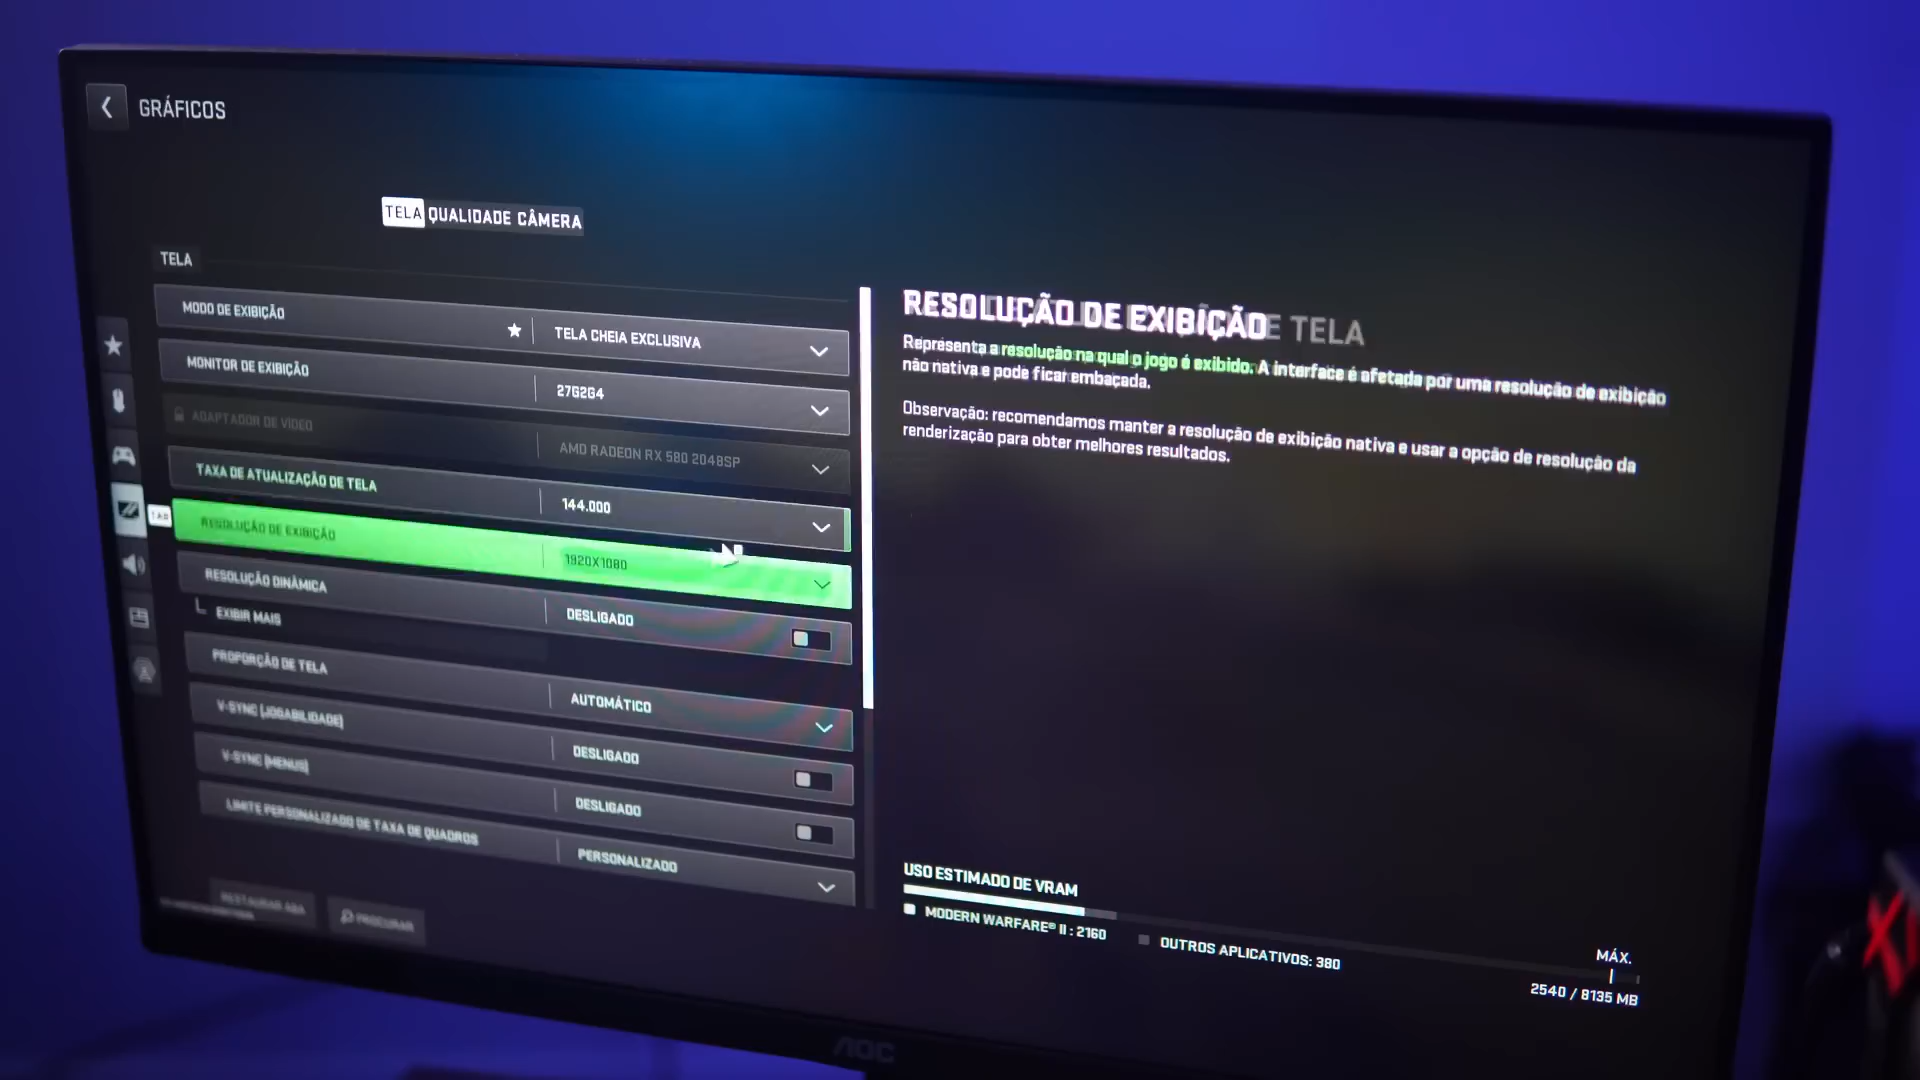 GRÁFICOS
TELA QUALIDADE CÂMERA
TELA
MODO DE EXIBIÇÃO
TELA CHEIA EXCLUSIVA
MONITOR DE EXIBIÇÃO
27G2G4
ADAPTADOR DE VÍDEO
AMD RADEON RX 580 2048SP
TAXA DE ATUALIZAÇÃO DE TELA
144.000
TAB
RESOLUÇÃO DE EXIBIÇÃO
1920X1080
RESOLUÇÃO DINÂMICA
DESLIGADO
EXIBIR MAIS
PROPORÇÃO DE TELA
AUTOMÁTICO
V-SYNC (JOGABILIDADE)
DESLIGADO
V-SYNC (MENUS)
DESLIGADO
LIMITE PERSONALIZADO DE TAXA DE QUADROS
PERSONALIZADO
RESTAURAR ABA
PROCURAR
RESOLUÇÃO DE EXIBIÇÃO
E TELA
Representa a resolução na qual o jogo é exibido. A interface é afetada por uma resolução de exibição
não nativa e pode ficar embaçada.
Observação: recomendamos manter a resolução de exibição nativa e usar a opção de resolução da
renderização para obter melhores resultados.
USO ESTIMADO DE VRAM
MODERN WARFARE® II : 2160
OUTROS APLICATIVOS: 380
MÁX.
2540 / 8135 MB
AOC